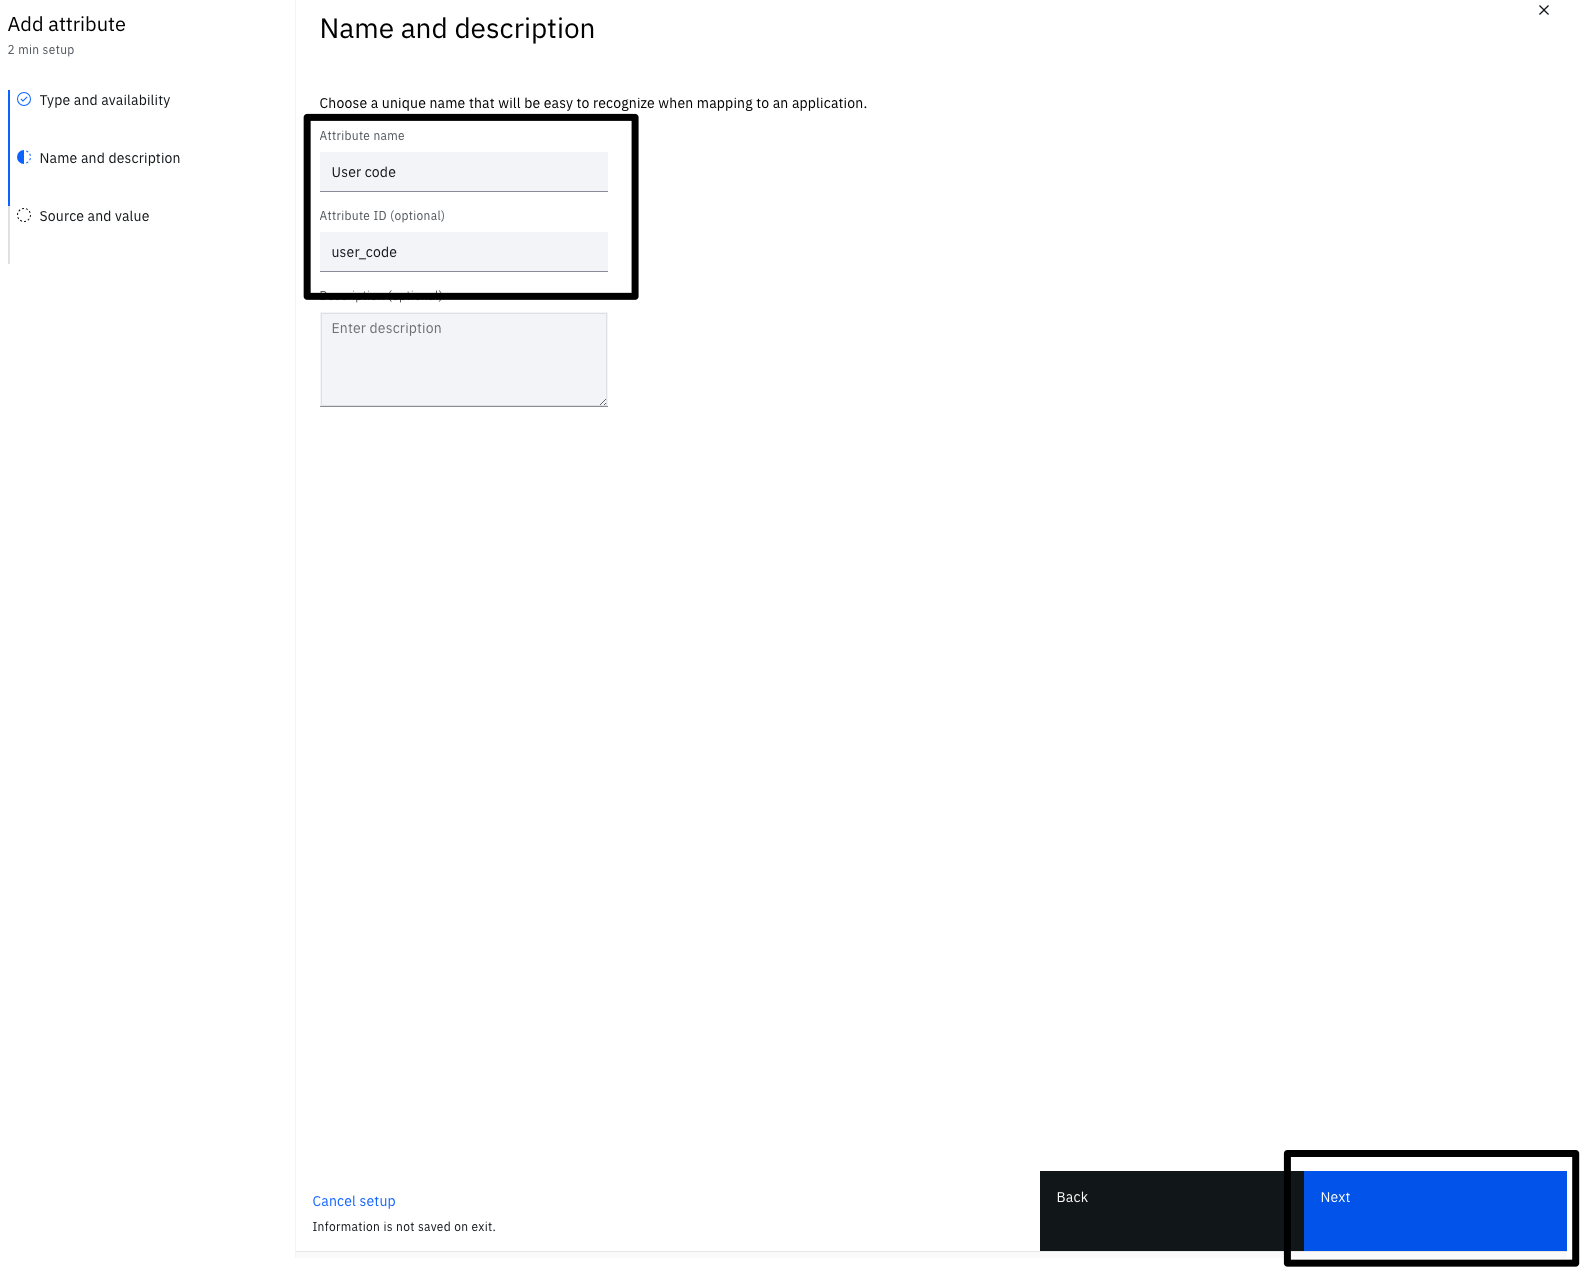 Add attribute
2 min setup
Type and availability
Name and description
Source and value
Name and description
Choose a unique name that will be easy to recognize when mapping to an application.
Attribute name
User code
Attribute ID (optional)
user_code
Description (optional)
Enter description
Cancel setup
Information is not saved on exit.
Back
Next